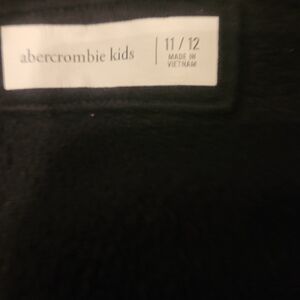 abercrombie kids
11 / 12
MADE IN
VIETNAM